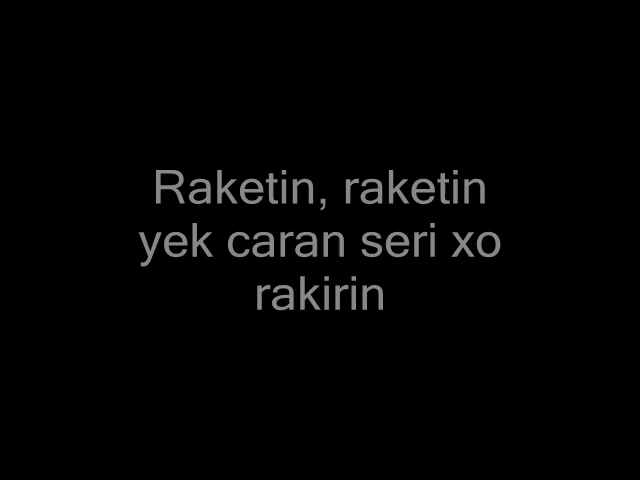 Raketin, raketin
yek caran seri xo
rakirin